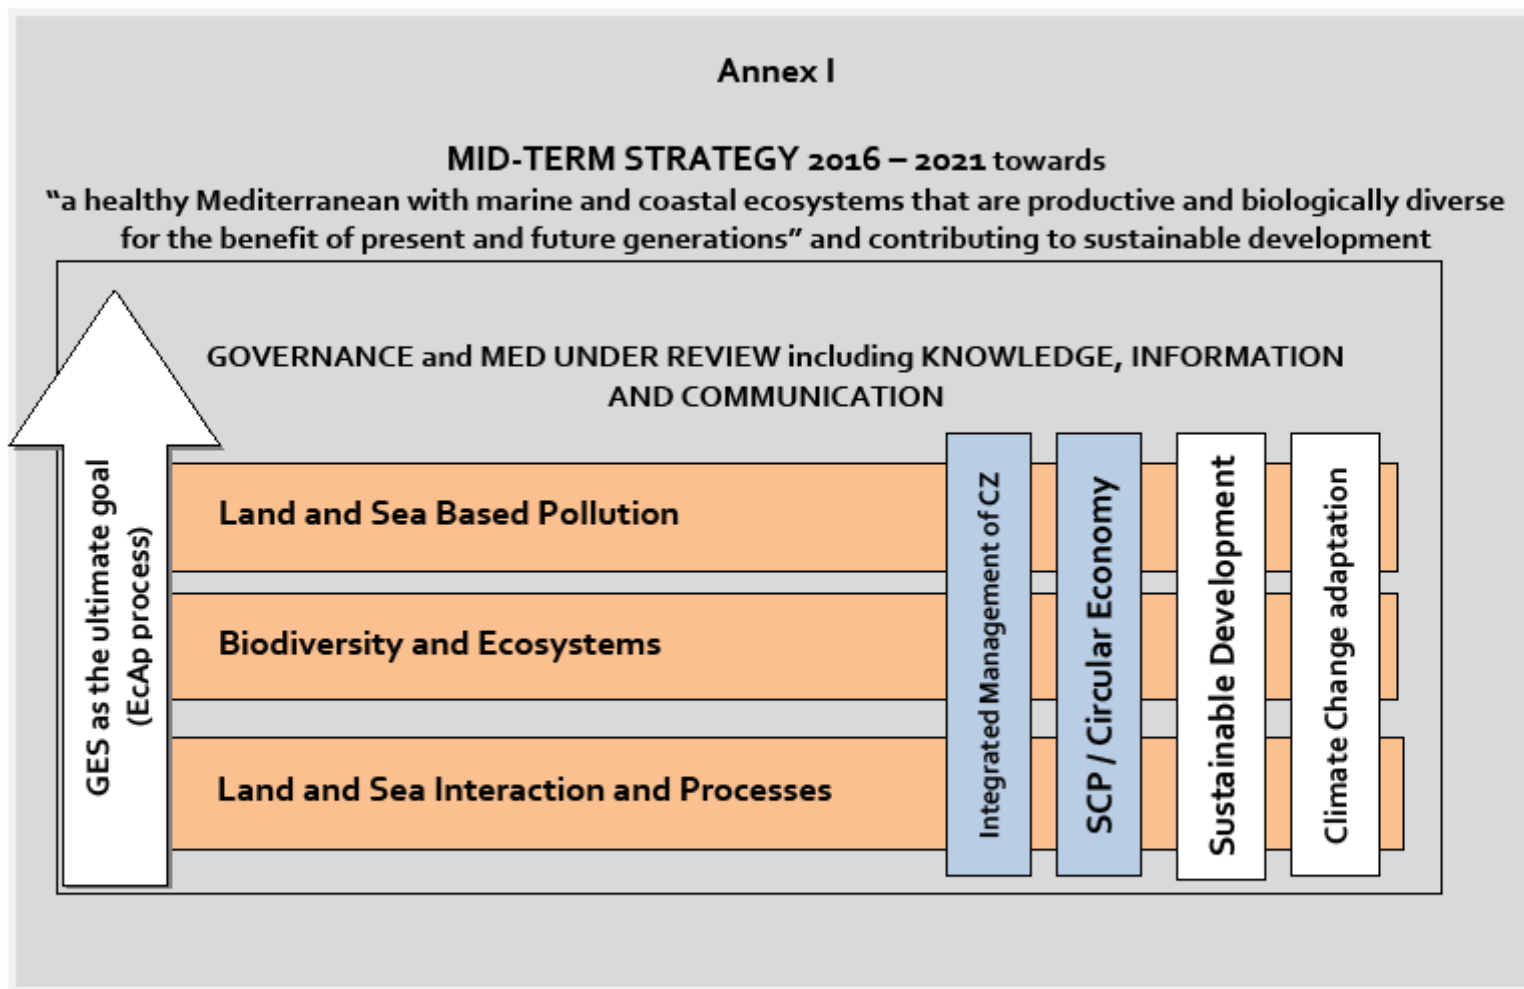 Annex I
MID-TERM STRATEGY 2016 – 2021 towards
“a healthy Mediterranean with marine and coastal ecosystems that are productive and biologically diverse
for the benefit of present and future generations” and contributing to sustainable development
GOVERNANCE and MED UNDER REVIEW including KNOWLEDGE, INFORMATION
AND COMMUNICATION
GES as the ultimate goal
(EcAp process)
Land and Sea Based Pollution
Biodiversity and Ecosystems
Land and Sea Interaction and Processes
Integrated Management of CZ
SCP / Circular Economy
Sustainable Development
Climate Change adaptation